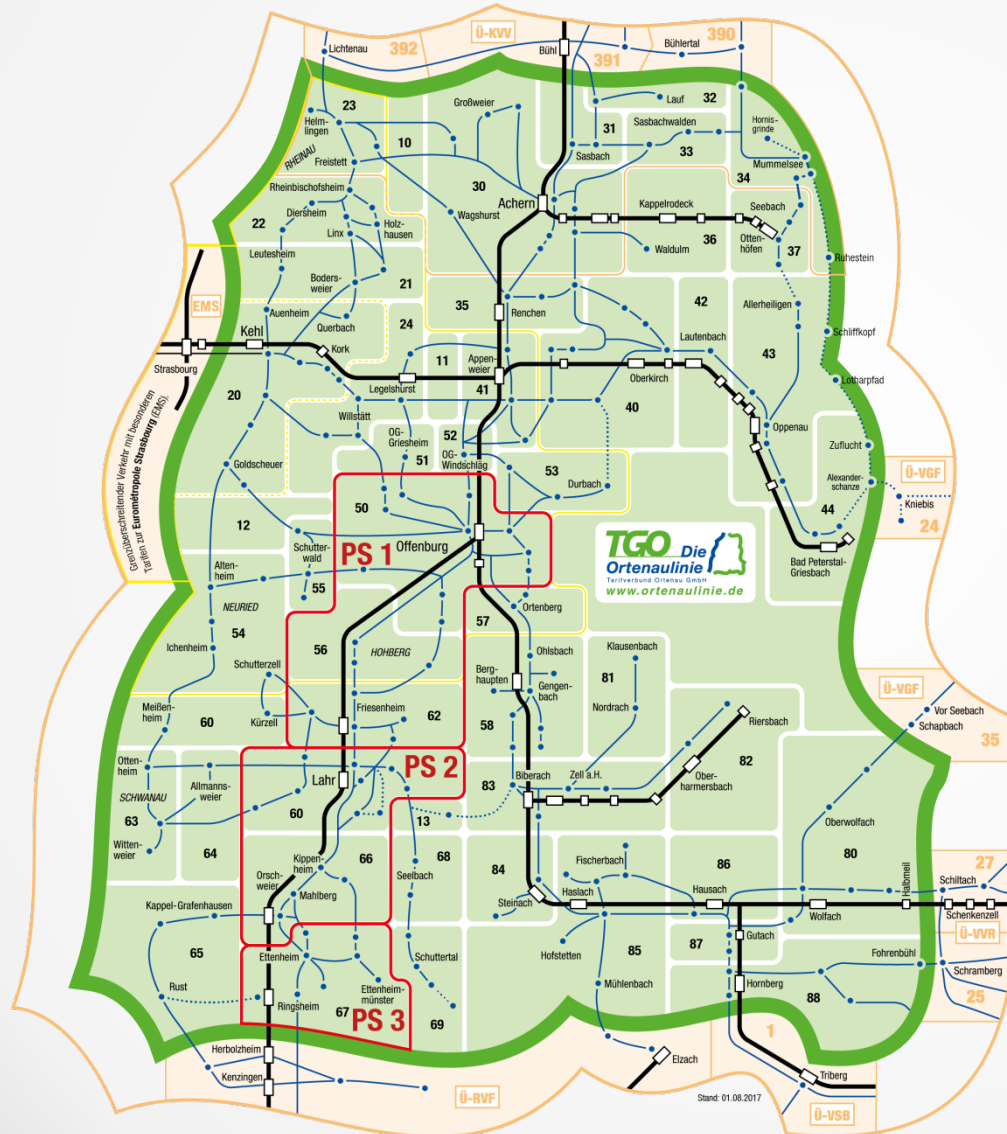 392
Ü-KVV
390
Lichtenau
Bühl
391
Bühlertal
23
Helm-
lingen
Großweier
Lauf
32
RHEINAU
10
31
Sasbachwalden
Hornis-
grinde
Freistett
Sasbach
33
Mummelsee
Rheinbischofsheim
30
34
Diersheim
Wagshurst
Achern
Kappelrodeck
Seebach
22
Linx
Holz-
hausen
36
Otten-
höfen
37
Leutesheim
Waldulm
Ruhestein
Boders-
weier
21
EMS
35
42
Allerheiligen
Auenheim
Querbach
24
Renchen
Schliffkopf
Kehl
Kork
Lautenbach
43
Strasbourg
11
Appen-
weier
Legelshurst
41
Oberkirch
Lotharpfad
20
40
Willstätt
OG-
Griesheim
52
Oppenau
OG-
Windschläg
51
Zuflucht
Goldscheuer
53
Durbach
Alexander-
schanze
Ü-VGF
Kniebis
24
44
Grenzüberschreitender Verkehr mit besonderen
Tarifen zur Eurométropole Strasbourg (EMS).
50
12
Offenburg
TGO Die
Ortenaulinie
Tarifverbund Ortenau GmbH
www.ortenaulinie.de
Bad Peterstal-
Griesbach
Schutter-
wald
PS 1
Alten-
heim
55
NEURIED
Ortenberg
54
57
56
HOHBERG
Ichenheim
Ohlsbach
Klausenbach
Schutterzell
Berg-
haupten
Gengen-
bach
81
Ü-VGF
Meißen-
heim
Friesenheim
Nordrach
Vor Seebach
Schapbach
60
Kürzell
62
58
Riersbach
35
Otten-
heim
PS 2
82
Lahr
Biberach
Zell a.H.
Ober-
harmersbach
SCHWANAU
Allmanns-
weier
83
63
60
13
Oberwolfach
Witten-
weier
64
Kippen-
heim
66
68
84
Fischerbach
86
80
27
Orsch-
weier
Mahlberg
Seelbach
Haslach
Hausach
Halbmeil
Schiltach
Kappel-Grafenhausen
Steinach
Wolfach
Schenkenzell
Gutach
Ü-VVR
65
Ettenheim
Schuttertal
Hofstetten
85
87
Fohrenbühl
Schramberg
Rust
Ettenheim-
münster
Mühlenbach
Hornberg
25
Ringsheim
67
PS 3
69
88
1
Herbolzheim
Elzach
Kenzingen
Triberg
Ü-RVF
Stand: 01.08.2017
Ü-VSB